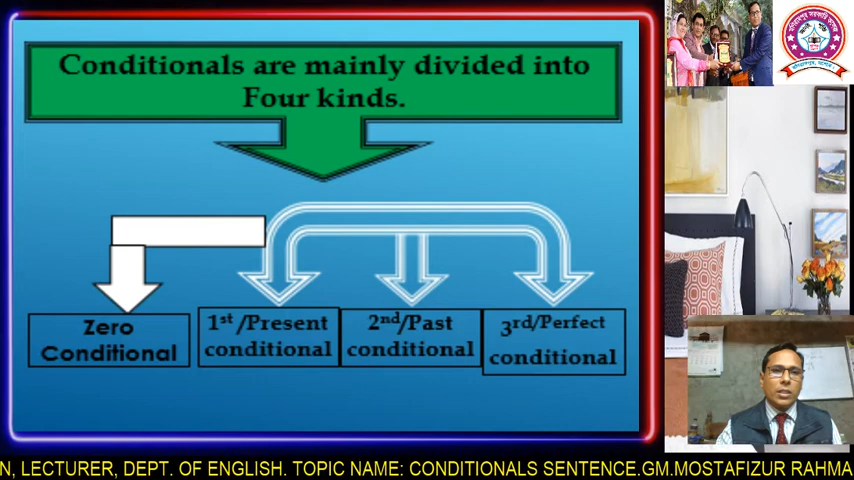 Conditionals are mainly divided into
Four kinds.
Zero
Conditional
1st /Present
conditional
2nd/Past
conditional
3rd/Perfect
conditional
N, LECTURER, DEPT. OF ENGLISH. TOPIC NAME: CONDITIONALS SENTENCE.GM.MOSTAFIZUR RAHMA